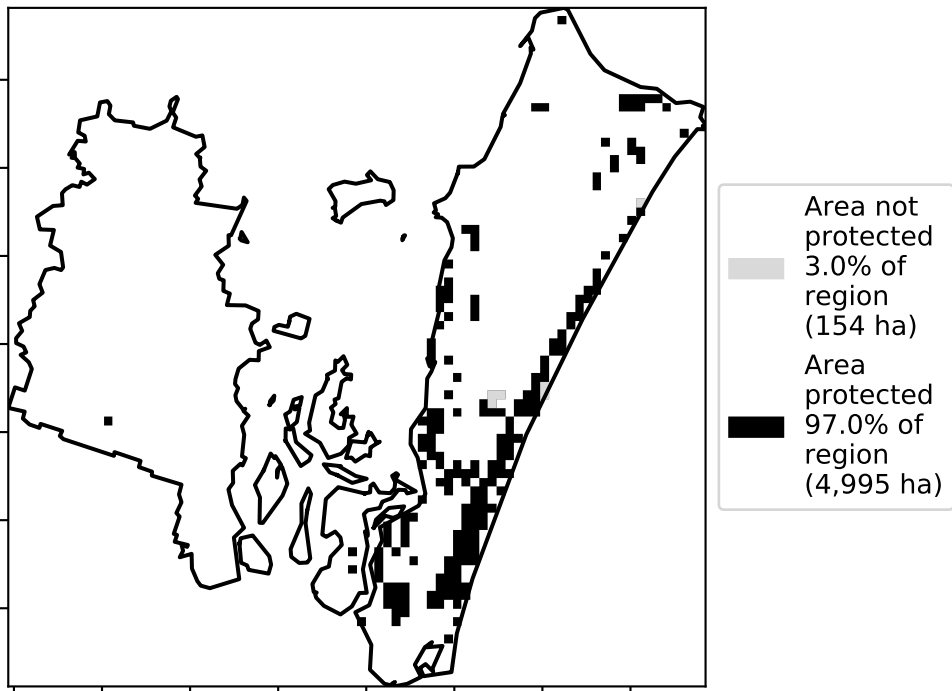 Area not
protected
3.0% of
region
(154 ha)
Area
protected
97.0% of
region
(4,995 ha)